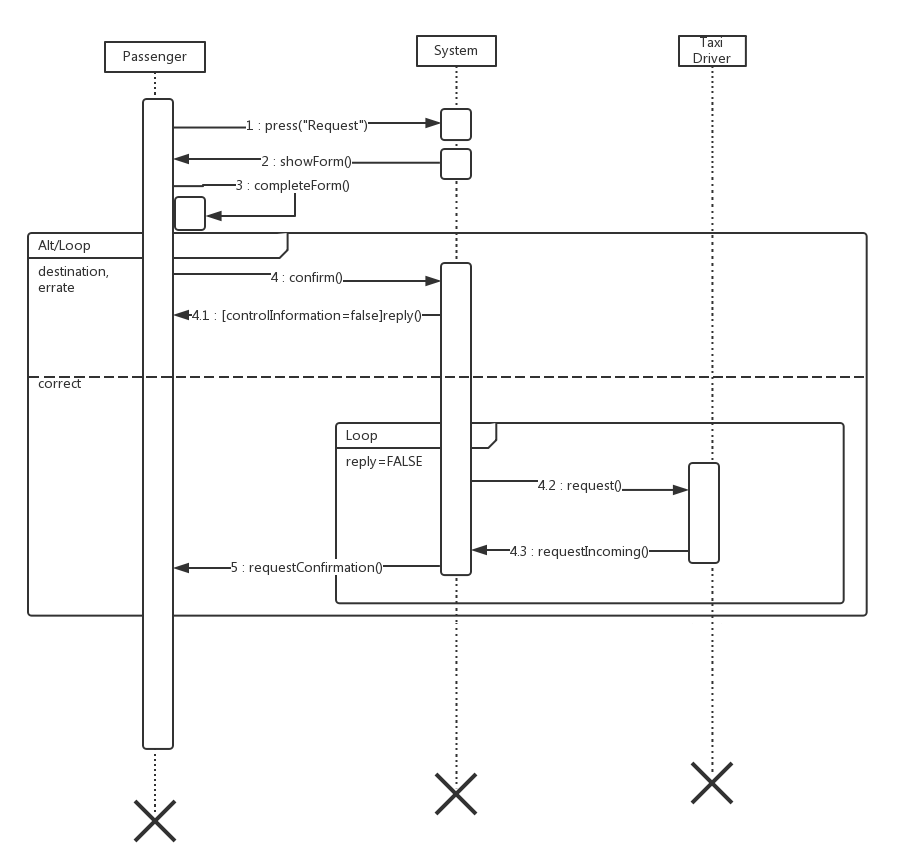 Passenger
System
Taxi
Driver
1 : press("Request")
2 : showForm()
3 : completeForm()
Alt/Loop
destination,
errate
4 : confirm()
4.1 : [controlInformation=false]reply()
correct
Loop
reply=FALSE
4.2 : request()
4.3 : requestIncoming()
5 : requestConfirmation()